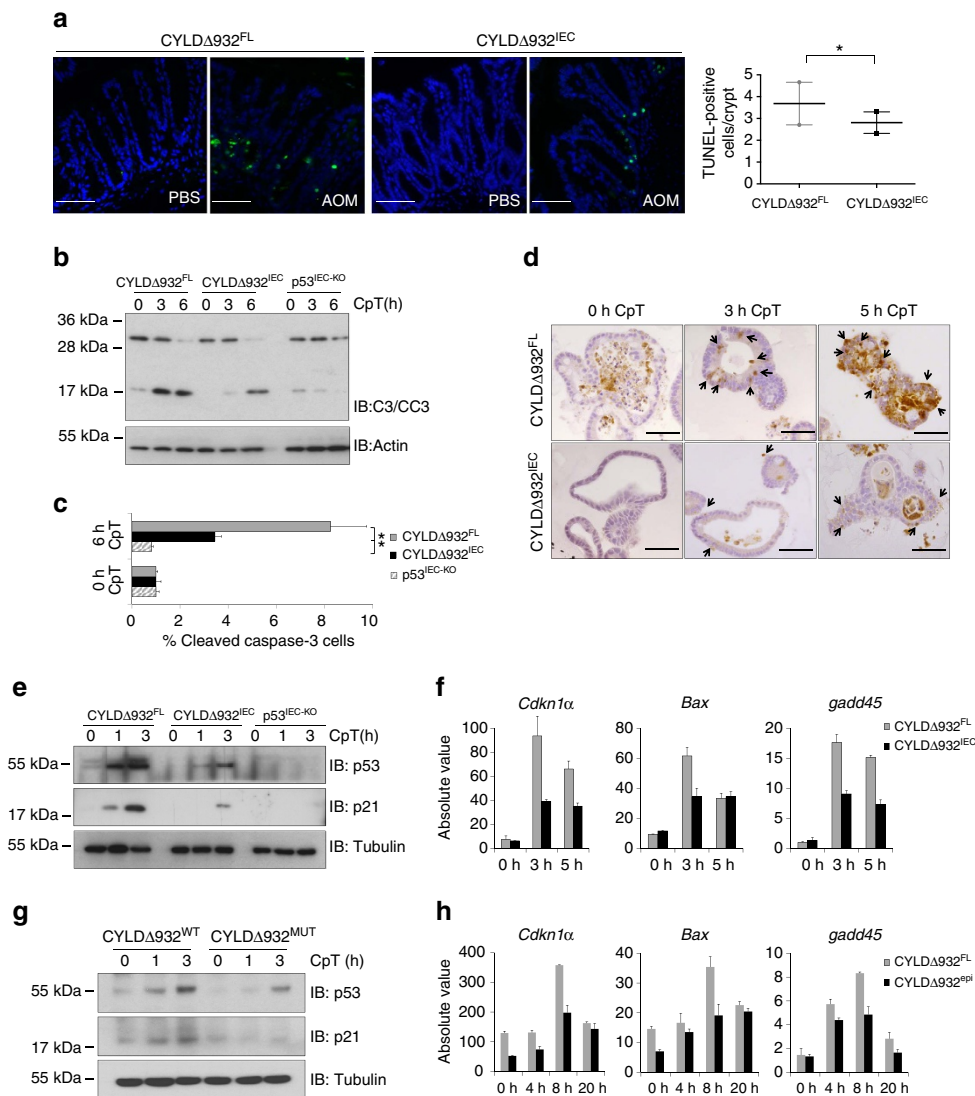 a
CYLDΔ932FL
CYLDΔ932IEC
PBS
AOM
PBS
AOM
*
TUNEL-positive
cells/crypt
5
4
3
2
1
0
CYLDΔ932FL CYLDΔ932IEC
b
CYLDΔ932FL CYLDΔ932IEC p53IEC-KO
0 3 6 0 3 6 0 3 6 CpT(h)
36 kDa
28 kDa
17 kDa
IB:C3/CC3
55 kDa
IB:Actin
c
6 h
CpT
0 h
CpT
*
*
CYLDΔ932FL
CYLDΔ932IEC
p53IEC-KO
0 2 4 6 8 10
% Cleaved caspase-3 cells
d
0 h CpT 3 h CpT 5 h CpT
CYLDΔ932FL
CYLDΔ932IEC
e
CYLDΔ932FL CYLDΔ932IEC p53IEC-KO
0 1 3 0 1 3 0 1 3 CpT(h)
55 kDa
IB: p53
17 kDa
IB: p21
55 kDa
IB: Tubulin
f
Absolute value
Cdkn1α
100
80
60
40
20
0
0 h 3 h 5 h
Bax
80
60
40
20
0
0 h 3 h 5 h
gadd45
20
15
10
5
0
0 h 3 h 5 h
CYLDΔ932FL
CYLDΔ932IEC
g
CYLDΔ932WT CYLDΔ932MUT
0 1 3 0 1 3 CpT (h)
55 kDa
IB: p53
17 kDa
IB: p21
55 kDa
IB: Tubulin
h
Absolute value
Cdkn1α
400
300
200
100
0
0 h 4 h 8 h 20 h
Bax
40
30
20
10
0
0 h 4 h 8 h 20 h
gadd45
10
8
6
4
2
0
0 h 4 h 8 h 20 h
CYLDΔ932FL
CYLDΔ932epi